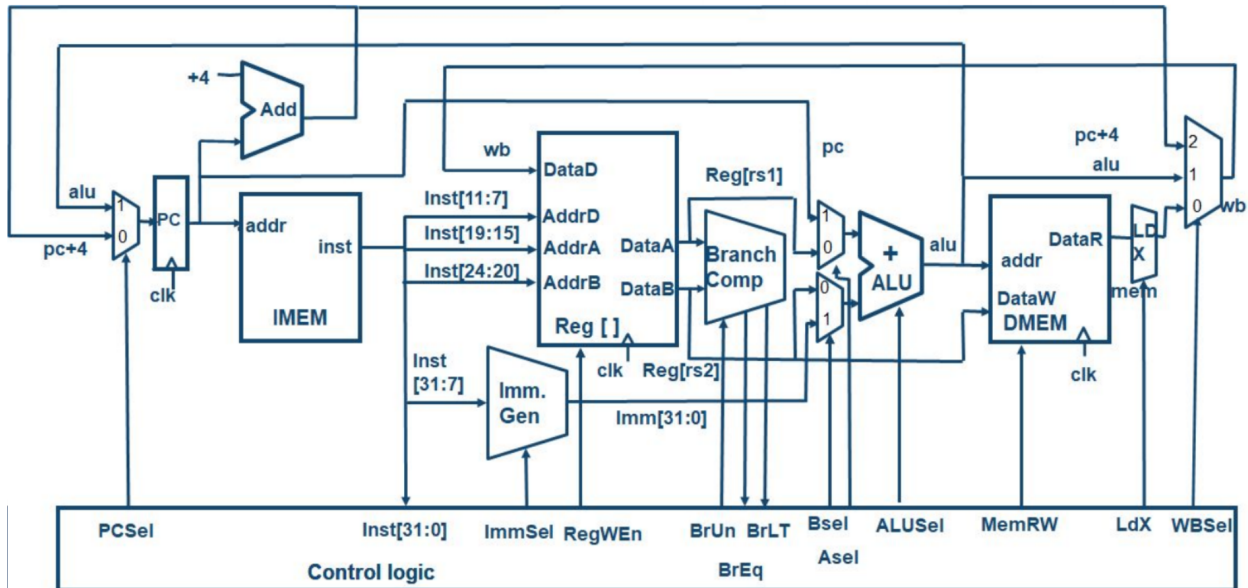 +4
Add
alu
1
0
pc+4
PC
clk
addr
inst
IMEM
wb
Inst[11:7]
Inst[19:15]
Inst[24:20]
DataD
AddrD
AddrA
AddrB
DataA
DataB
Reg [ ]
clk
Reg[rs1]
Reg[rs2]
Branch
Comp
pc
1
0
0
1
+
ALU
alu
addr
DataW
DataR
DMEM
clk
LD
X
mem
pc+4
alu
2
1
0
wb
Inst
[31:7]
Imm.
Gen
Imm[31:0]
PCSel
Inst[31:0]
ImmSel
RegWEn
BrUn
BrEq
BrLT
Bsel
Asel
ALUSel
MemRW
LdX
WBSel
Control logic